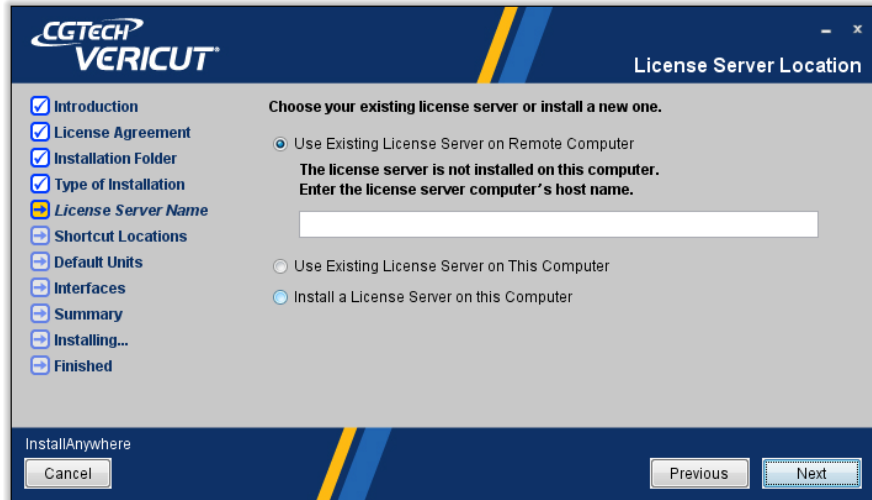 CGTECH
VERICUT
License Server Location
Introduction
License Agreement
Installation Folder
Type of Installation
License Server Name
Shortcut Locations
Default Units
Interfaces
Summary
Installing...
Finished
Choose your existing license server or install a new one.
Use Existing License Server on Remote Computer
The license server is not installed on this computer.
Enter the license server computer's host name.
Use Existing License Server on This Computer
Install a License Server on this Computer
InstallAnywhere
Cancel
Previous
Next